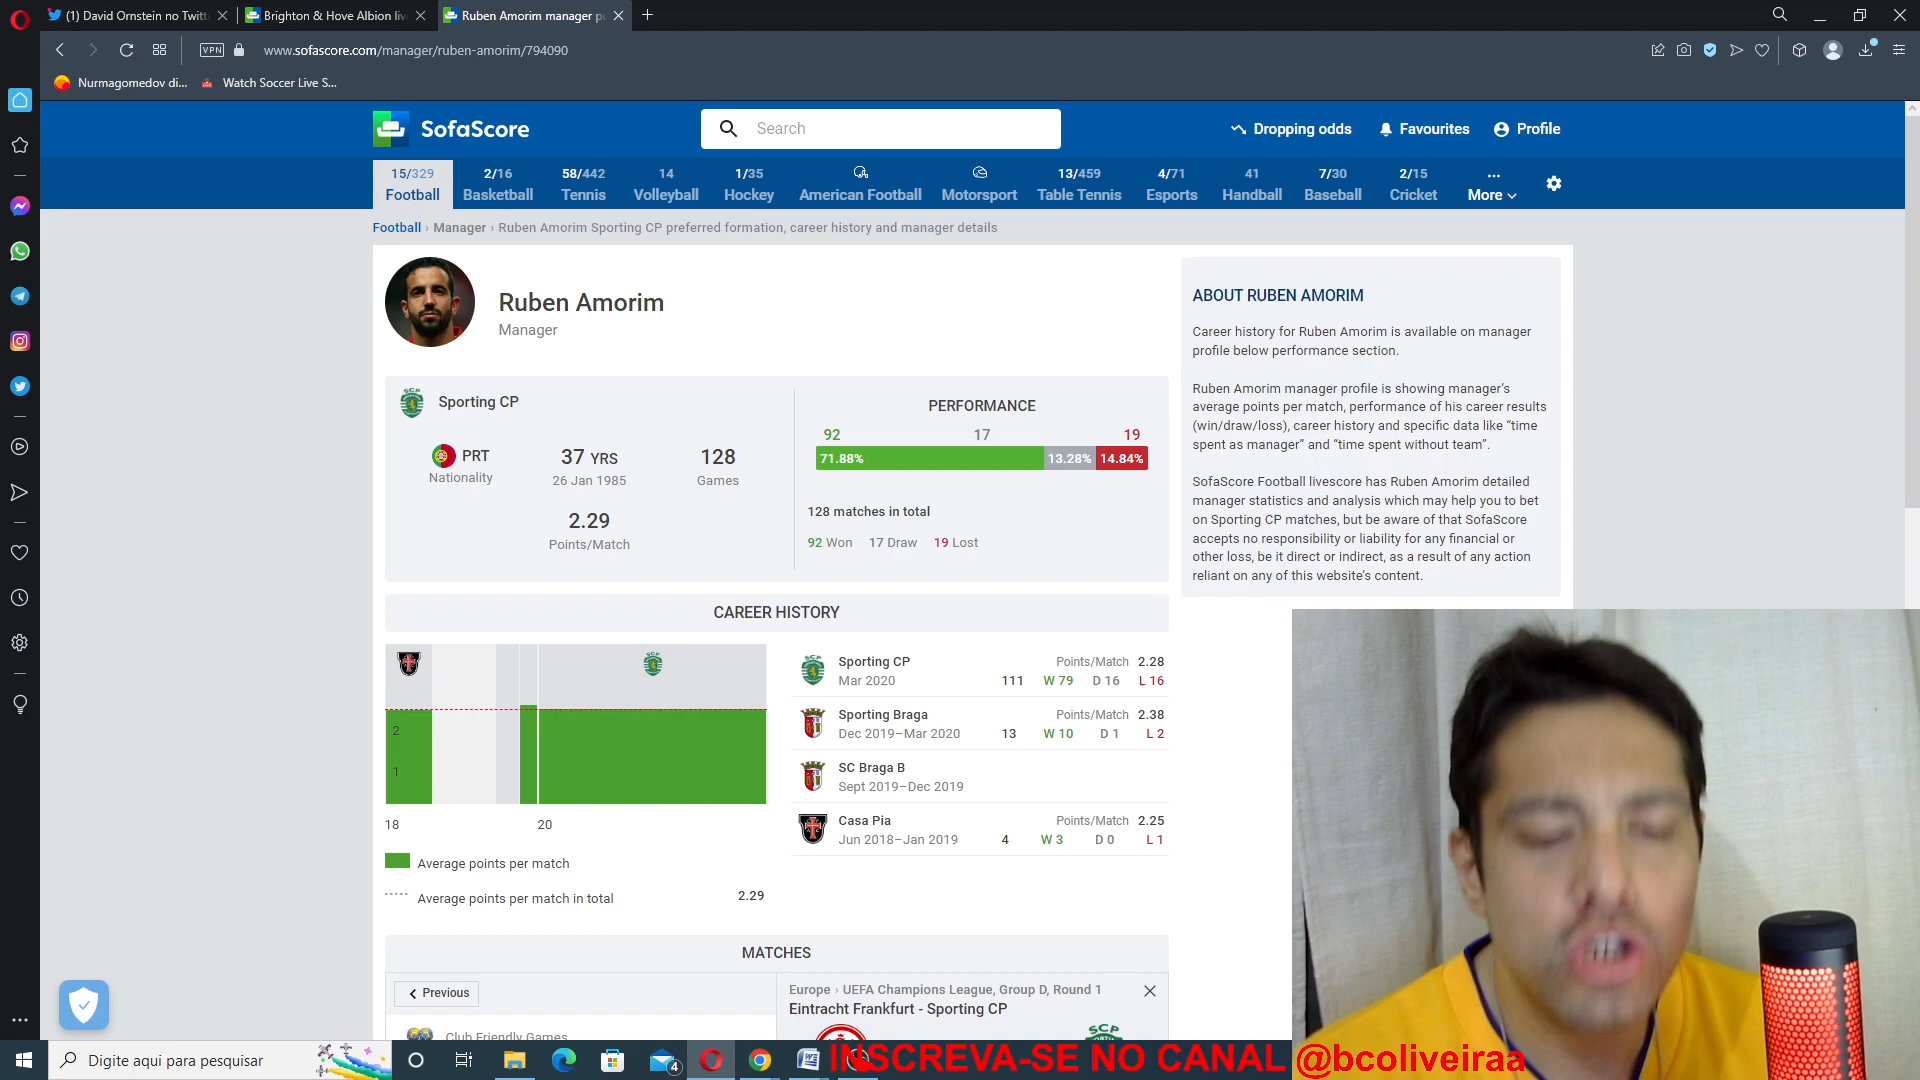 (1) David Ornstein no Twitt
Brighton & Hove Albion liv
Ruben Amorim manager pr
VPN
www.sofascore.com/manager/ruben-amorim/794090
Nurmagomedov di...
Watch Soccer Live S...
SofaScore
Search
Dropping odds
Favourites
Profile
15/329 2/16 58/442 14 1/35 13/459 4/71 41 7/30 2/15 ...
Football Basketball Tennis Volleyball Hockey American Football Motorsport Table Tennis Esports Handball Baseball Cricket More
Football › Manager › Ruben Amorim Sporting CP preferred formation, career history and manager details
Ruben Amorim
Manager
Sporting CP
PRT
Nationality
37 YRS
26 Jan 1985
128
Games
2.29
Points/Match
PERFORMANCE
92 17 19
71.88% 13.28% 14.84%
128 matches in total
92 Won 17 Draw 19 Lost
ABOUT RUBEN AMORIM
Career history for Ruben Amorim is available on manager
profile below performance section.
Ruben Amorim manager profile is showing manager's
average points per match, performance of his career results
(win/draw/loss), career history and specific data like “time
spent as manager” and “time spent without team”.
SofaScore Football livescore has Ruben Amorim detailed
manager statistics and analysis which may help you to bet
on Sporting CP matches, but be aware of that SofaScore
accepts no responsibility or liability for any financial or
other loss, be it direct or indirect, as a result of any action
reliant on any of this website's content.
CAREER HISTORY
2
1
18 20
Average points per match
Average points per match in total 2.29
Sporting CP Points/Match 2.28
Mar 2020 111 W 79 D 16 L 16
Sporting Braga Points/Match 2.38
Dec 2019–Mar 2020 13 W 10 D 1 L 2
SC Braga B
Sept 2019–Dec 2019
Casa Pia Points/Match 2.25
Jun 2018–Jan 2019 4 W 3 D 0 L 1
MATCHES
Previous
Club Friendly Games
Europe › UEFA Champions League, Group D, Round 1
Eintracht Frankfurt - Sporting CP
SCP
Digite aqui para pesquisar
4
INSCREVA-SE NO CANAL @bcoliveiraa